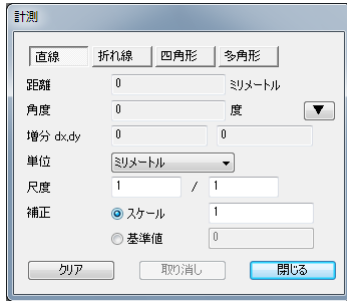 計測
直線 折れ線 四角形 多角形
距離 0 ミリメートル
角度 0 度 ▼
増分 dx,dy 0 0
単位 ミリメートル
尺度 1 / 1
補正 スケール 1
基準値 0
クリア 取り消し 閉じる